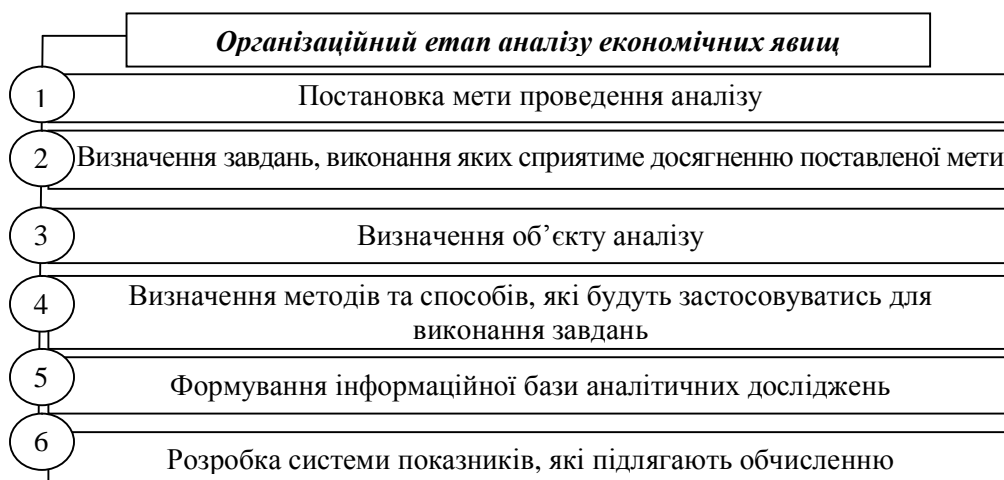 Організаційний етап аналізу економічних явищ
1
Постановка мети проведення аналізу
2
Визначення завдань, виконання яких сприятиме досягненню поставленої мети
3
Визначення об’єкту аналізу
4
Визначення методів та способів, які будуть застосовуватись для
виконання завдань
5
Формування інформаційної бази аналітичних досліджень
6
Розробка системи показників, які підлягають обчисленню